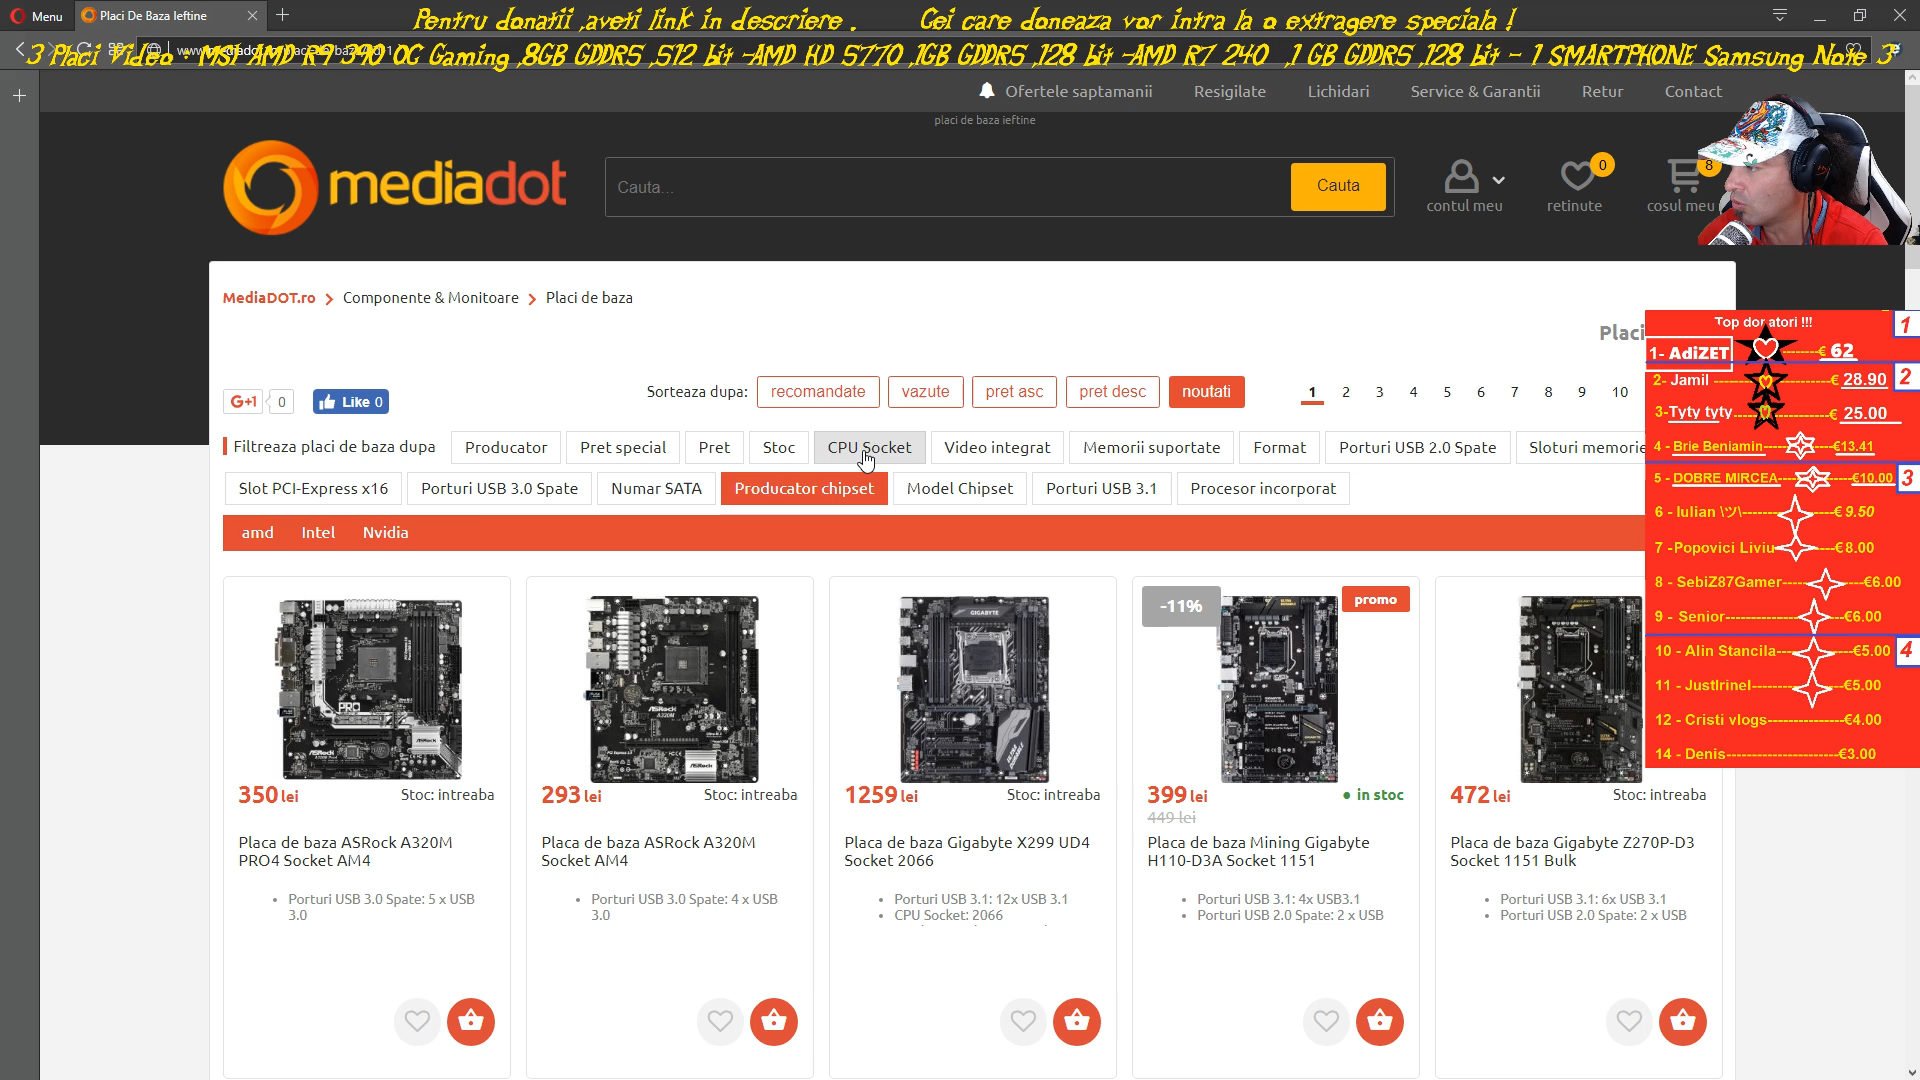 Menu
Placi De Baza Ieftine
Pentru donatii ,aveti link in descriere .
Cei care doneaza vor intra la o extragere speciala !
3 Placi Video - MSI AMD R9 390 OC Gaming ,8GB GDDR5 ,512 bit -AMD HD 5770 ,1GB GDDR5 ,128 bit -AMD R7 240 ,1 GB GDDR5 ,128 bit - 1 SMARTPHONE Samsung Note 3
Ofertele saptamanii
Resigilate
Lichidari
Service & Garantii
Retur
Contact
placi de baza ieftine
mediadot
Cauta...
Cauta
contul meu
0
retinute
8
cosul meu
MediaDOT.ro
Componente & Monitoare
Placi de baza
Placi
G+1
0
Like 0
Sorteaza dupa:
recomandate
vazute
pret asc
pret desc
noutati
1 2 3 4 5 6 7 8 9 10
Filtreaza placi de baza dupa
Producator
Pret special
Pret
Stoc
CPU Socket
Video integrat
Memorii suportate
Format
Porturi USB 2.0 Spate
Sloturi memorie
Slot PCI-Express x16
Porturi USB 3.0 Spate
Numar SATA
Producator chipset
Model Chipset
Porturi USB 3.1
Procesor incorporat
amd
Intel
Nvidia
350 lei
Stoc: intreaba
Placa de baza ASRock A320M
PRO4 Socket AM4
Porturi USB 3.0 Spate: 5 x USB
3.0
293 lei
Stoc: intreaba
Placa de baza ASRock A320M
Socket AM4
Porturi USB 3.0 Spate: 4 x USB
3.0
GIGABYTE
1259 lei
Stoc: intreaba
Placa de baza Gigabyte X299 UD4
Socket 2066
Porturi USB 3.1: 12x USB 3.1
CPU Socket: 2066
-11%
promo
399 lei
in stoc
449 lei
Placa de baza Mining Gigabyte
H110-D3A Socket 1151
Porturi USB 3.1: 4x USB3.1
Porturi USB 2.0 Spate: 2 x USB
472 lei
Stoc: intreaba
Placa de baza Gigabyte Z270P-D3
Socket 1151 Bulk
Porturi USB 3.1: 6x USB 3.1
Porturi USB 2.0 Spate: 2 x USB
Top donatori !!!
1
1- AdiZET--------€ 62
2- Jamil ---------------€ 28.90
2
3-Tyty tyty---------------€ 25.00
4 - Brie Beniamin---------€13.41
5 - DOBRE MIRCEA---------€10.00
3
6 - Iulian \ツ\-----------€ 9.50
7 -Popovici Liviu--------€8.00
8 - SebiZ87Gamer---------€6.00
9 - Senior-----------------€6.00
10 - Alin Stancila---------€5.00
4
11 - JustIrinel-----------€5.00
12 - Cristi vlogs---------------€4.00
14 - Denis----------------------€3.00